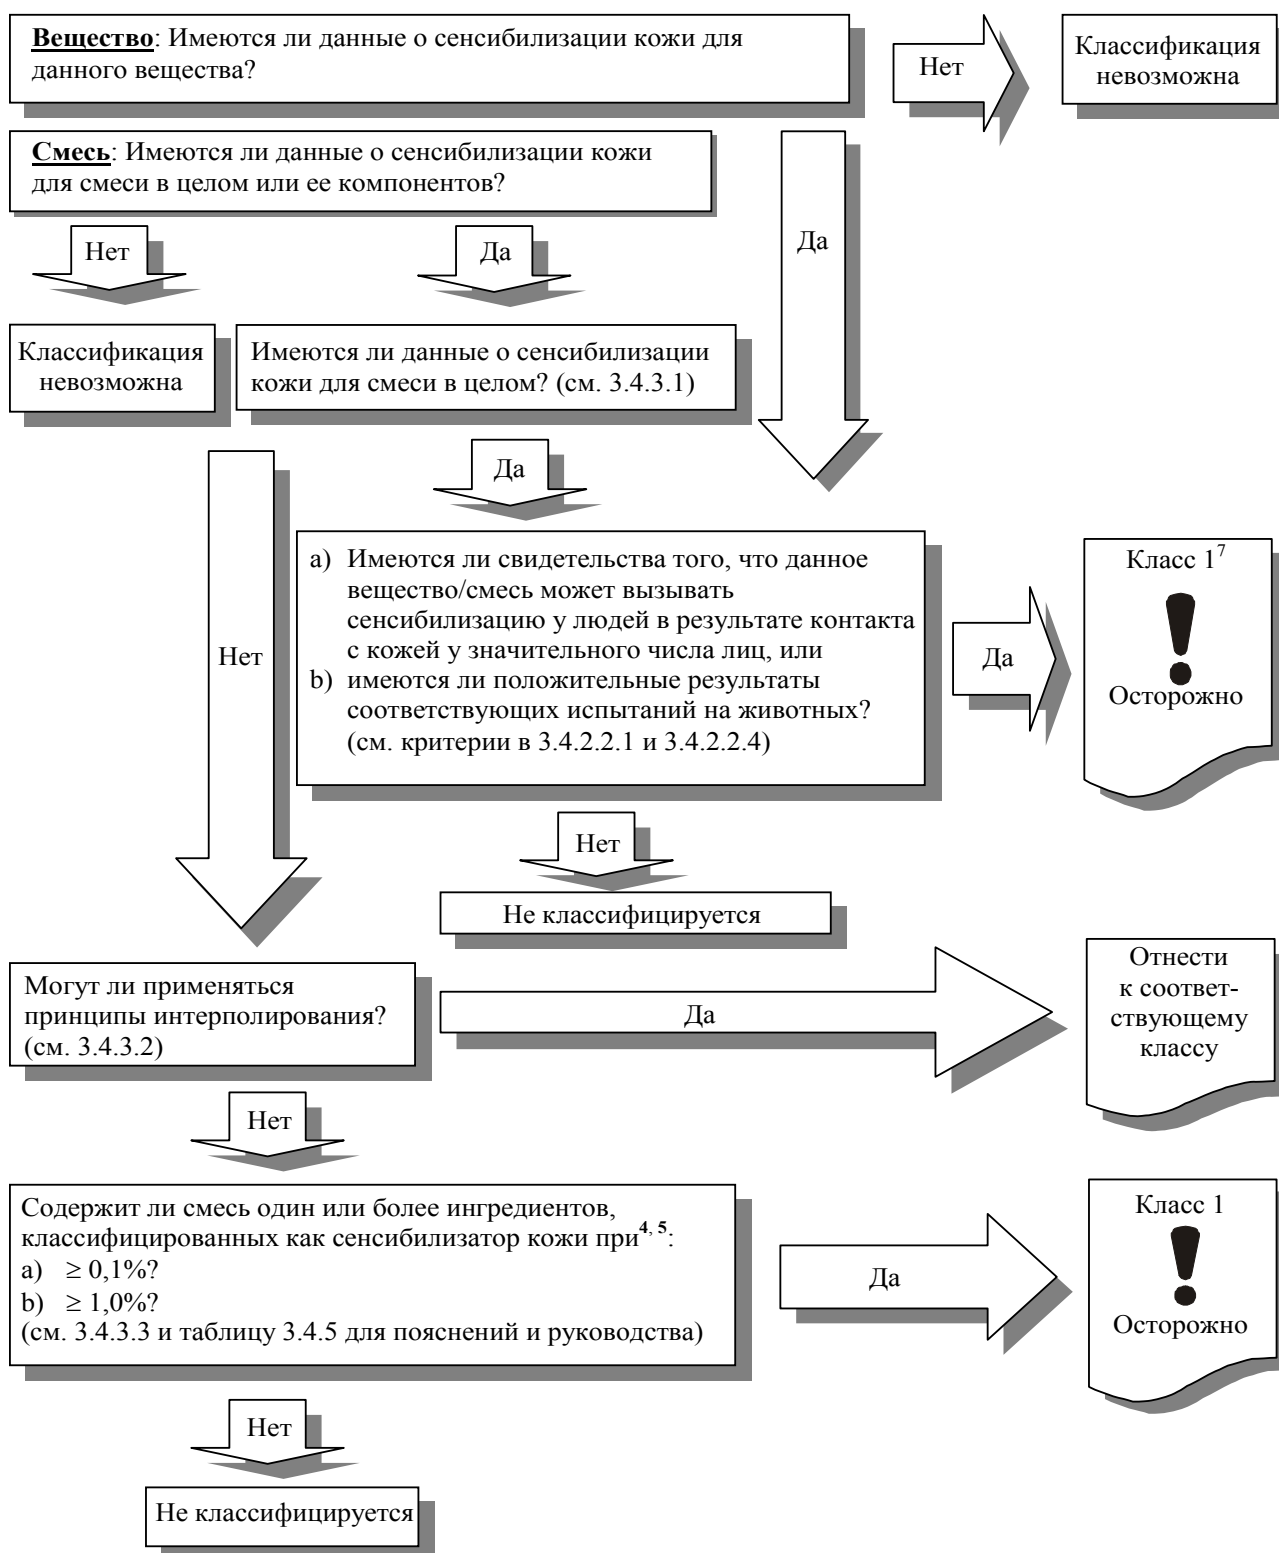 Вещество: Имеются ли данные о сенсибилизации кожи для
данного вещества?
Нет
Классификация
невозможна
Смесь: Имеются ли данные о сенсибилизации кожи
для смеси в целом или ее компонентов?
Нет
Да
Да
Классификация
невозможна
Имеются ли данные о сенсибилизации
кожи для смеси в целом? (см. 3.4.3.1)
Да
Нет
a) Имеются ли свидетельства того, что данное
вещество/смесь может вызывать
сенсибилизацию у людей в результате контакта
с кожей у значительного числа лиц, или
b) имеются ли положительные результаты
соответствующих испытаний на животных?
(см. критерии в 3.4.2.2.1 и 3.4.2.2.4)
Да
Класс 1⁷
Осторожно
Нет
Не классифицируется
Могут ли применяться
принципы интерполирования?
(см. 3.4.3.2)
Да
Отнести
к соответ-
ствующему
классу
Нет
Содержит ли смесь один или более ингредиентов,
классифицированных как сенсибилизатор кожи при⁴, ⁵:
a) ≥ 0,1%?
b) ≥ 1,0%?
(см. 3.4.3.3 и таблицу 3.4.5 для пояснений и руководства)
Да
Класс 1
Осторожно
Нет
Не классифицируется